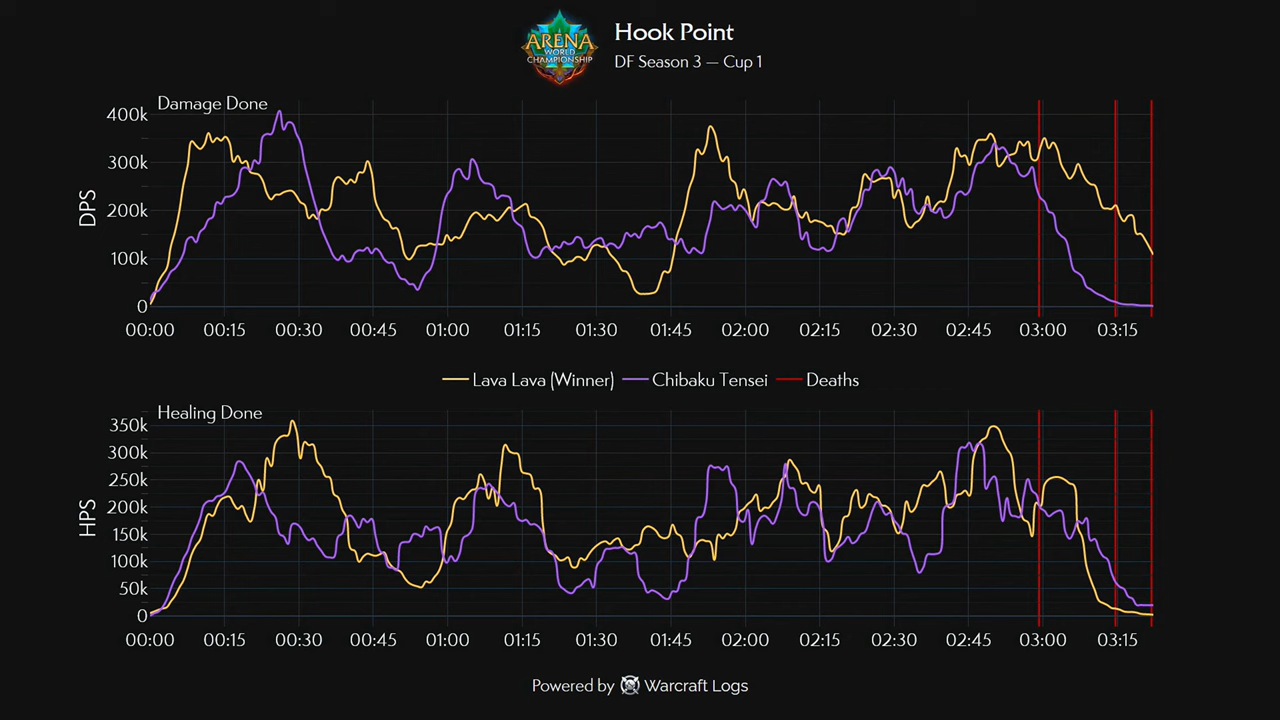 ARENA
WORLD
CHAMPIONSHIP
Hook Point
DF Season 3 — Cup 1
Damage Done
DPS
400k
300k
200k
100k
0
00:00 00:15 00:30 00:45 01:00 01:15 01:30 01:45 02:00 02:15 02:30 02:45 03:00 03:15
Lava Lava (Winner) Chibaku Tensei Deaths
Healing Done
HPS
350k
300k
250k
200k
150k
100k
50k
0
00:00 00:15 00:30 00:45 01:00 01:15 01:30 01:45 02:00 02:15 02:30 02:45 03:00 03:15
Powered by Warcraft Logs